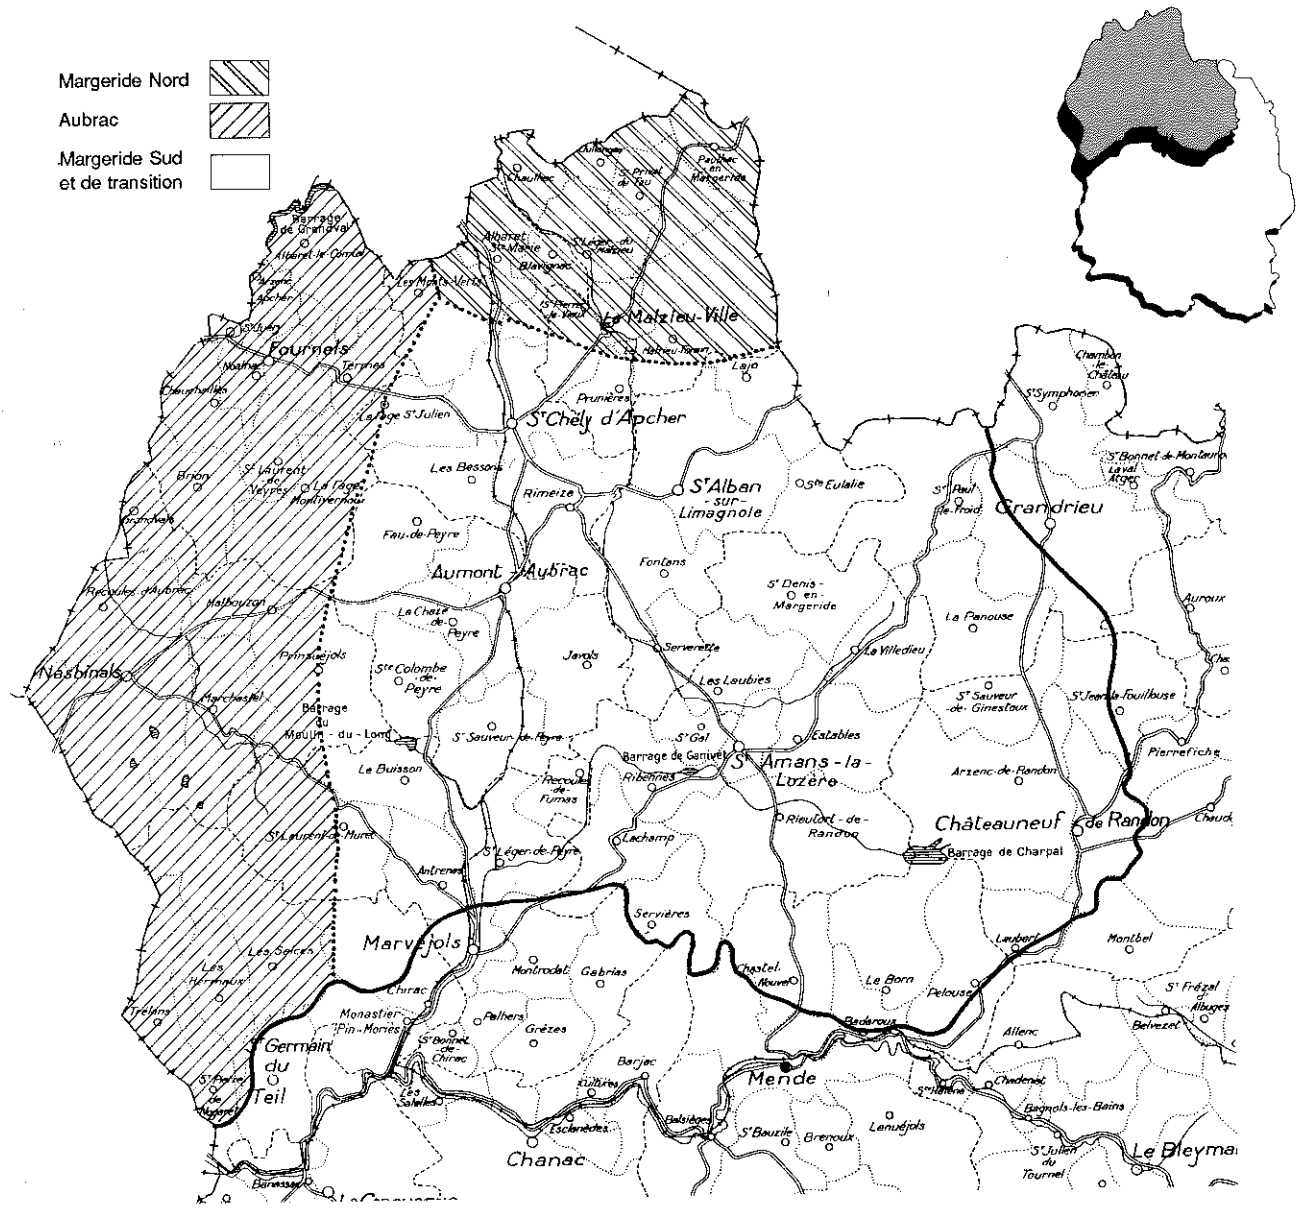 Margeride Nord
Aubrac
Margeride Sud
et de transition
Chaulhac
Julianges
Sᵗ Privat
du Fau
Paulhac
en
Margeride
Barrage
de Grandval
Albaret-le-Comtal
Arzenc
Apcher
Les Monts-Verts
Albaret
Sᵗᵉ Marie
Blavignac
Sᵗ Léger-du
Malzieu
Sᵗ Pierre
le-Vieux
Le Malzieu-Ville
Malzieu-Forain
Sᵗ Juéry
Fournels
Noalhac
Termes
Chauchailles
La Fage Sᵗ Julien
Prunières
Lajo
Sᵗ Chély d'Apcher
Chambon
-le-
Château
Sᵗ Symphorien
Brion
Sᵗ Laurent
de
Veyrès
La Fage
Montivernoux
Grandvals
Les Bessons
Rimeize
Sᵗ Alban
-sur-
Limagnole
Sᵗᵉ Eulalie
Sᵗ Paul
-le-Froid
Grandrieu
Sᵗ Bonnet-de-Montauro
Laval
Atger
Fau-de-Peyre
Aumont-Aubrac
Fontans
Sᵗ Denis-
en-
Margeride
Recoules-d'Aubrac
Malbouzon
La Chaze
de-
Peyre
La Panouse
Auroux
Nasbinals
Prinsuéjols
Sᵗᵉ Colombe
de-
Peyre
Javols
Serverette
La Villedieu
Marchastel
Les Laubies
Sᵗ Sauveur
-de-Ginestoux
Sᵗ Jean-la-Fouillouse
Cha
Barrage
du
Moulin-du-Long
Sᵗ Sauveur-de-Peyre
Sᵗ Gal
Estables
Pierrefiche
Le Buisson
Barrage de Ganivet
Sᵗ Amans-la-
Lozère
Recoules
-de-
Fumas
Ribennes
Arzenc-de-Randon
Sᵗ Laurent-de-Muret
Lachamp
Rieutort-de-
Randon
Châteauneuf
de Randon
Chaud
Antrenas
Sᵗ Léger-de-Peyre
Barrage de Charpal
Marvejols
Servières
Laubert
Montbel
Les Salces
Les
Hermaux
Trélans
Montrodat
Gabrias
Chastel-
Nouvel
Le Born
Pelouse
Sᵗ Frézal
d'
Albuges
Chirac
Monastier
Pin-Moriès
Sᵗ Bonnet-
de-
Chirac
Palhers
Grèzes
Badaroux
Allenc
Belvezet
Sᵗ Germain
du
Teil
Sᵗ Pierre
de
Nogaret
Les
Salelles
Cultures
Barjac
Mende
Sᵗᵉ Hélène
Chadenet
Bagnols-les-Bains
Esclanèdes
Chanac
Balsièges
Sᵗ Bauzile
Brenoux
Lanuéjols
Sᵗ Julien
du
Tournel
Le Bleyma